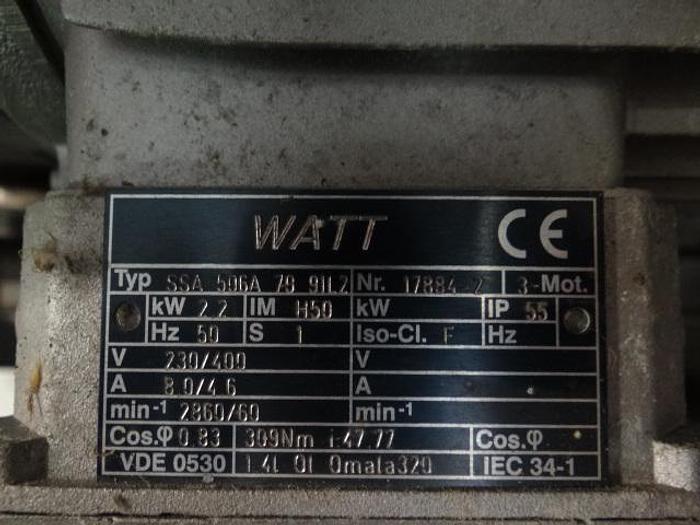 WATT CE
Typ SSA 506A 79 91L2 Nr. 17884-2 3-Mot.
kW 2,2 IM H50 kW IP 55
Hz 50 S 1 Iso-Cl. F Hz
V 230/400 V
A 8.0/4.6 A
min-1 2860/60 min-1
Cos.φ 0.83 309Nm i:47.77 Cos.φ
VDE 0530 1.4L Öl Omala320 IEC 34-1